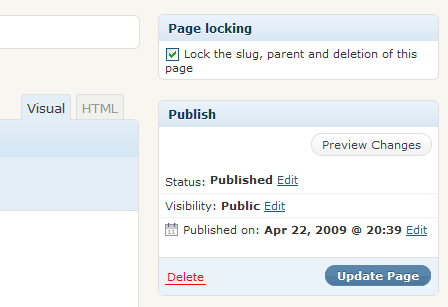 Page locking
Lock the slug, parent and deletion of this
page
Visual HTML
Publish
Preview Changes
Status: Published Edit
Visibility: Public Edit
11 Published on: Apr 22, 2009 @ 20:39 Edit
Delete Update Page